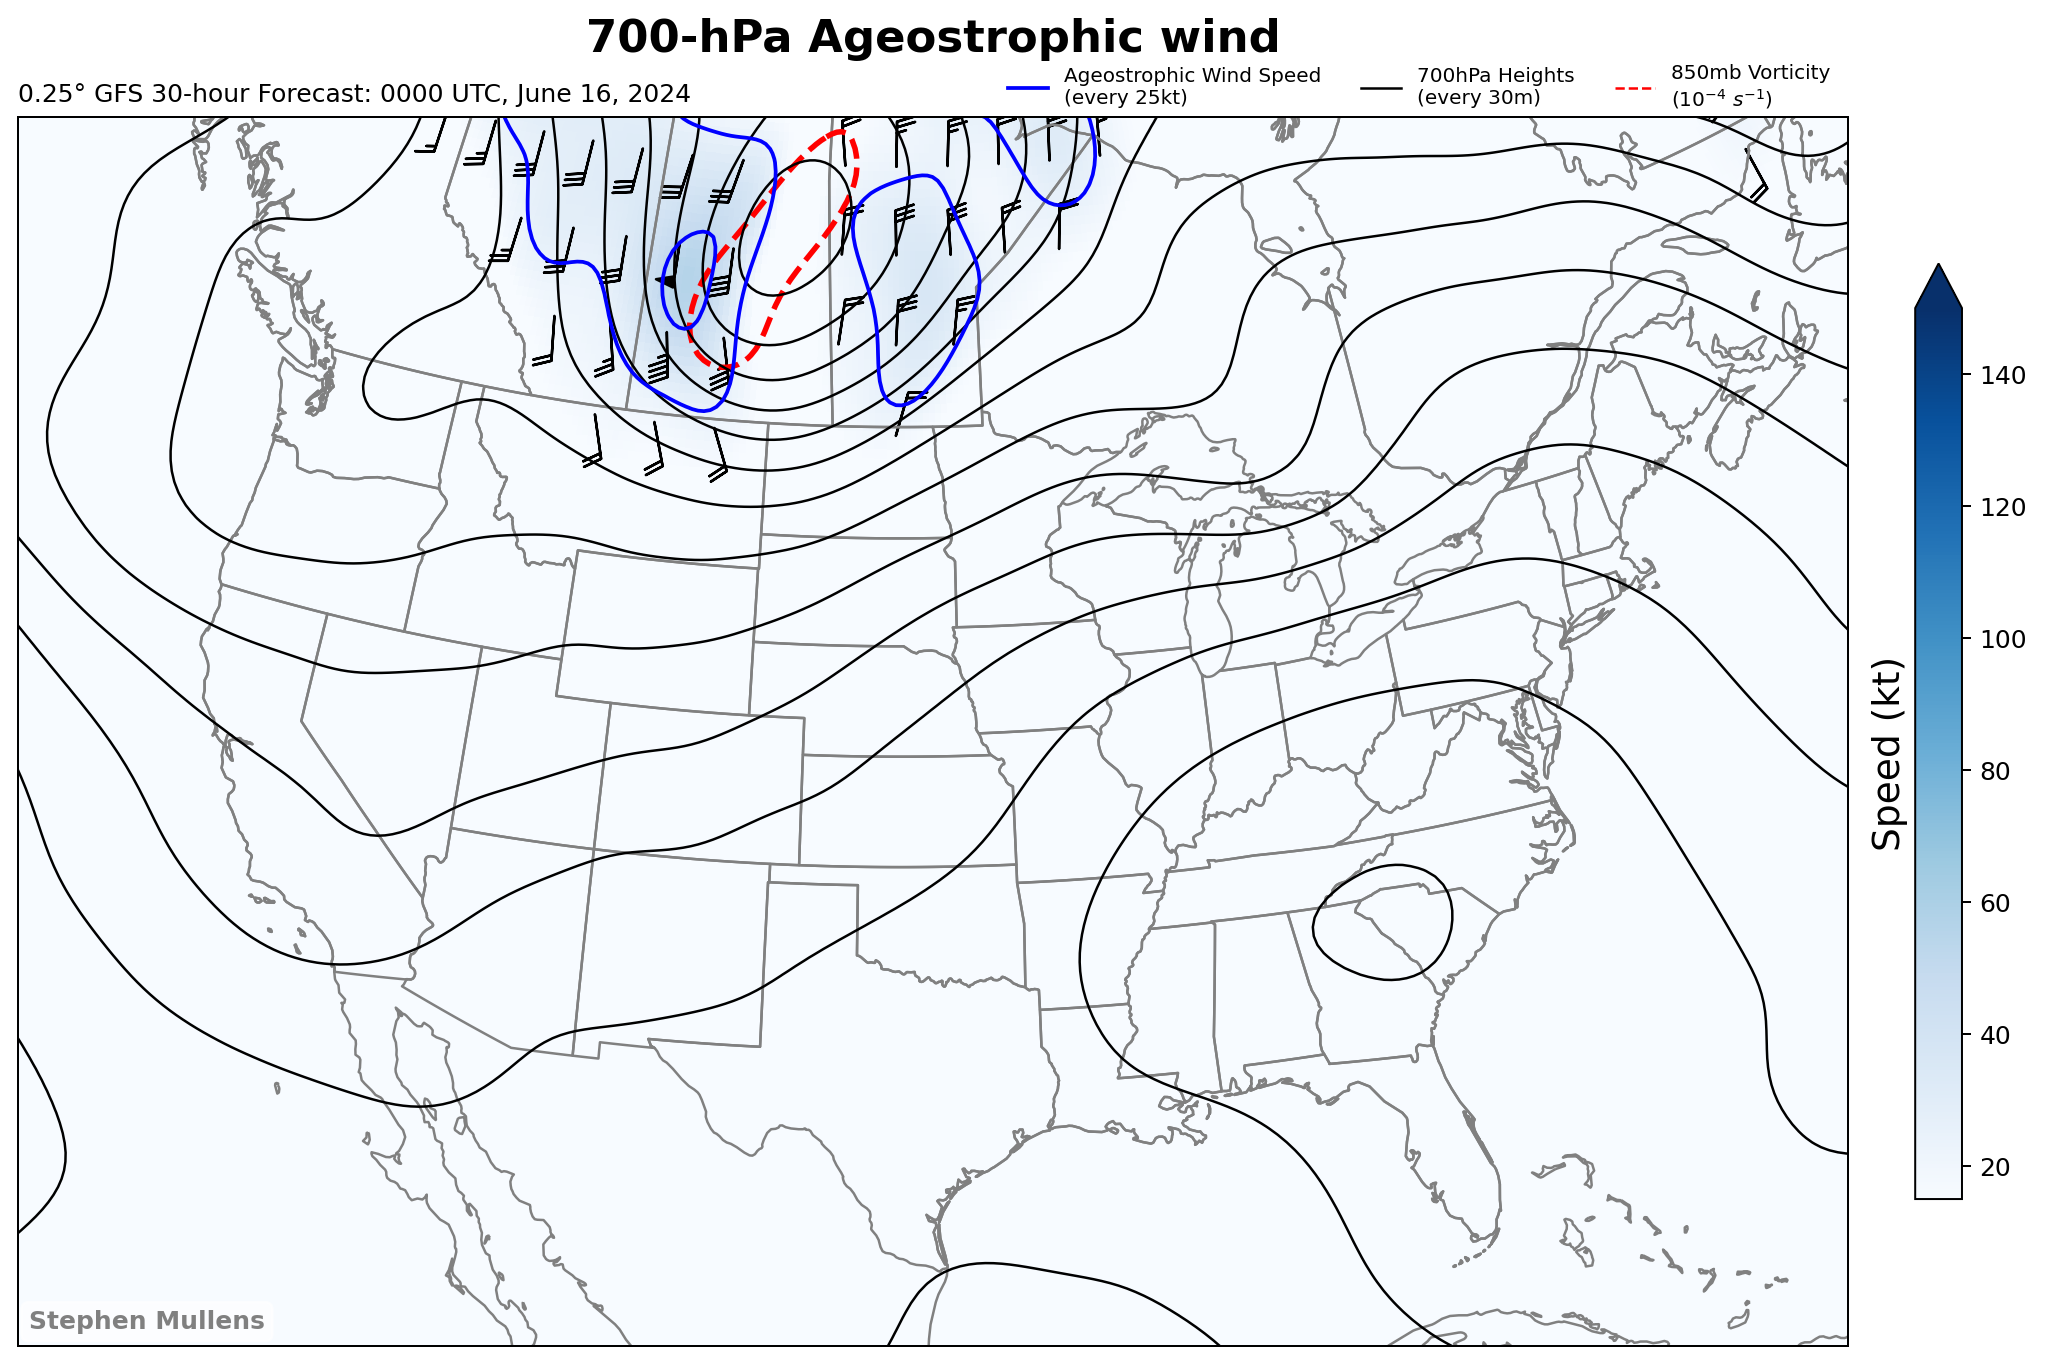 700-hPa Ageostrophic wind
0.25° GFS 30-hour Forecast: 0000 UTC, June 16, 2024
Ageostrophic Wind Speed
(every 25kt)
700hPa Heights
(every 30m)
850mb Vorticity
(10⁻⁴ s⁻¹)
140
120
100
80
60
40
20
Speed (kt)
Stephen Mullens